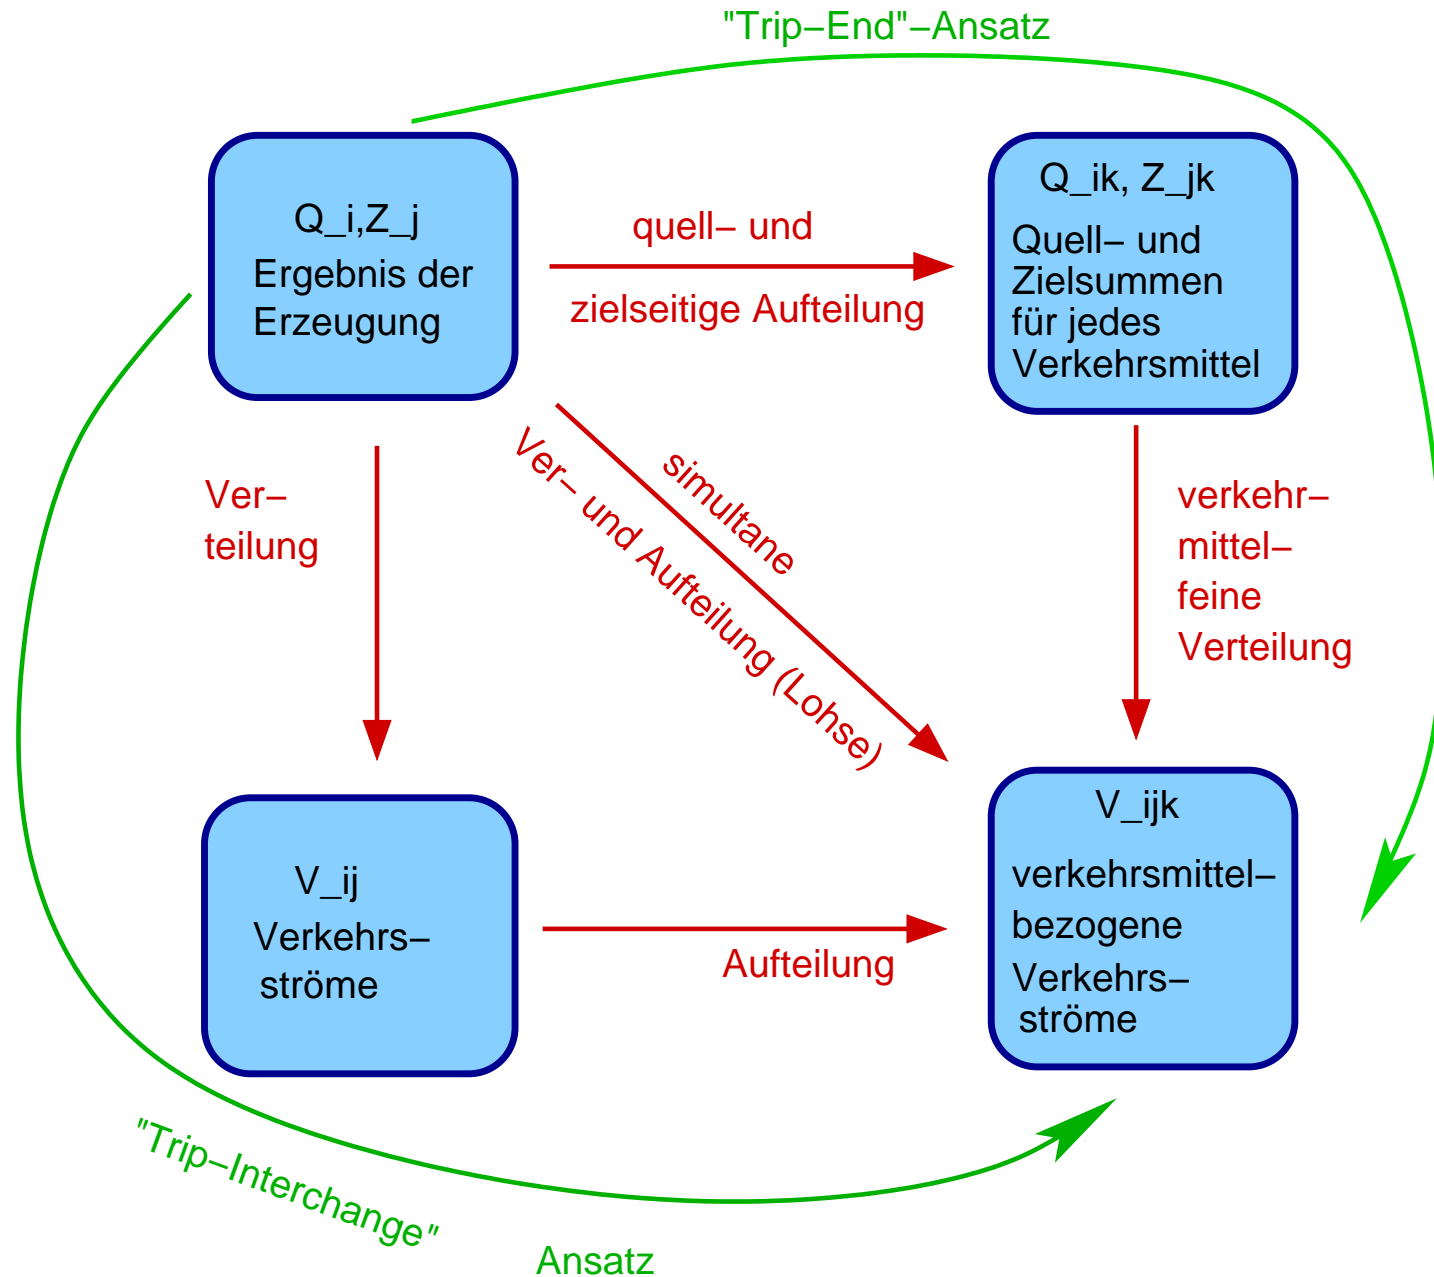 "Trip−End"−Ansatz
Q_i,Z_j
Ergebnis der
Erzeugung
quell− und
zielseitige Aufteilung
Q_ik, Z_jk
Quell− und
Zielsummen
für jedes
Verkehrsmittel
Ver−
teilung
simultane
Ver− und Aufteilung (Lohse)
verkehr−
mittel−
feine
Verteilung
V_ij
Verkehrs−
ströme
Aufteilung
V_ijk
verkehrsmittel−
bezogene
Verkehrs−
ströme
"Trip−Interchange"
Ansatz